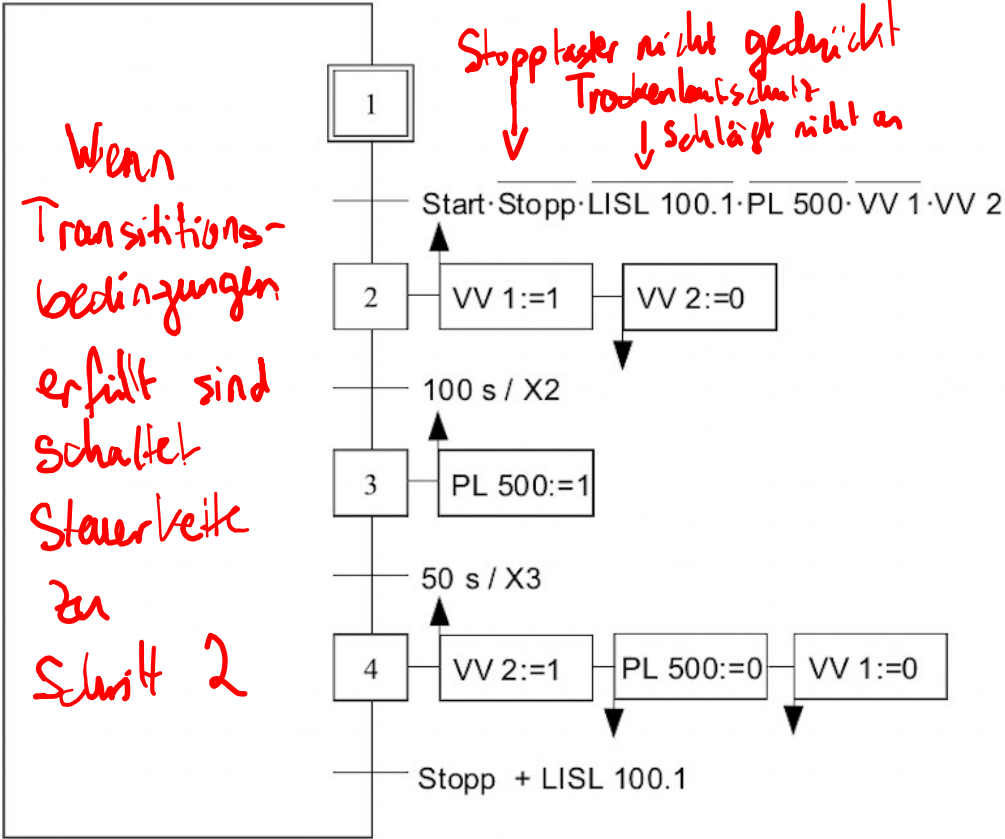 Stopptaster nicht gedrückt
Trockenlaufschutz
schlägt nicht an
1
Wenn
Transititions-
bedingungen
erfüllt sind
schaltet
Steuerkette
zu
Schritt 2
Start·Stopp·LISL 100.1·PL 500·VV 1·VV 2
2 VV 1:=1 VV 2:=0
100 s / X2
3 PL 500:=1
50 s / X3
4 VV 2:=1 PL 500:=0 VV 1:=0
Stopp + LISL 100.1